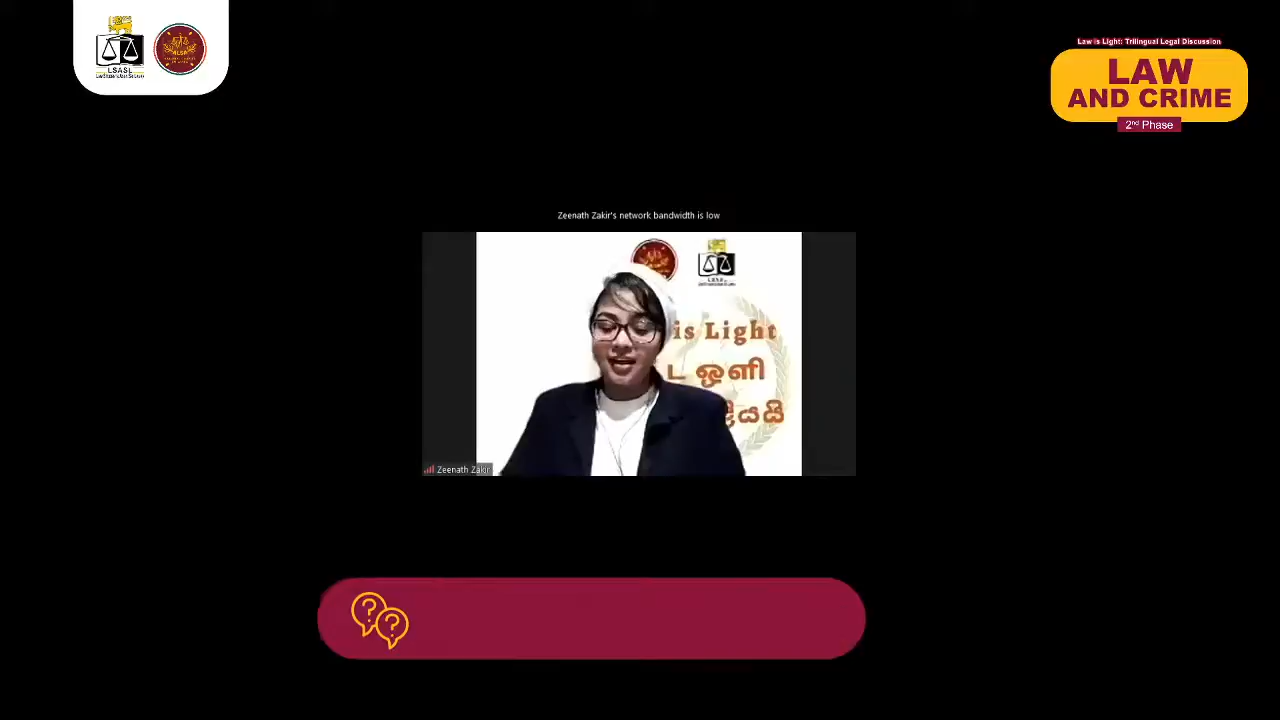 LSASL
Law is Light: Trilingual Legal Discussion
LAW
AND CRIME
2nd Phase
Zeenath Zakir's network bandwidth is low
is Light
ட ஒளி
Zeenath Zakir